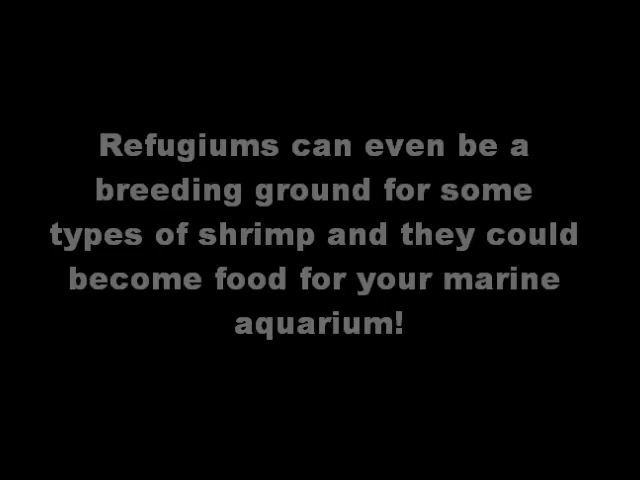 Refugiums can even be a
breeding ground for some
types of shrimp and they could
become food for your marine
aquarium!